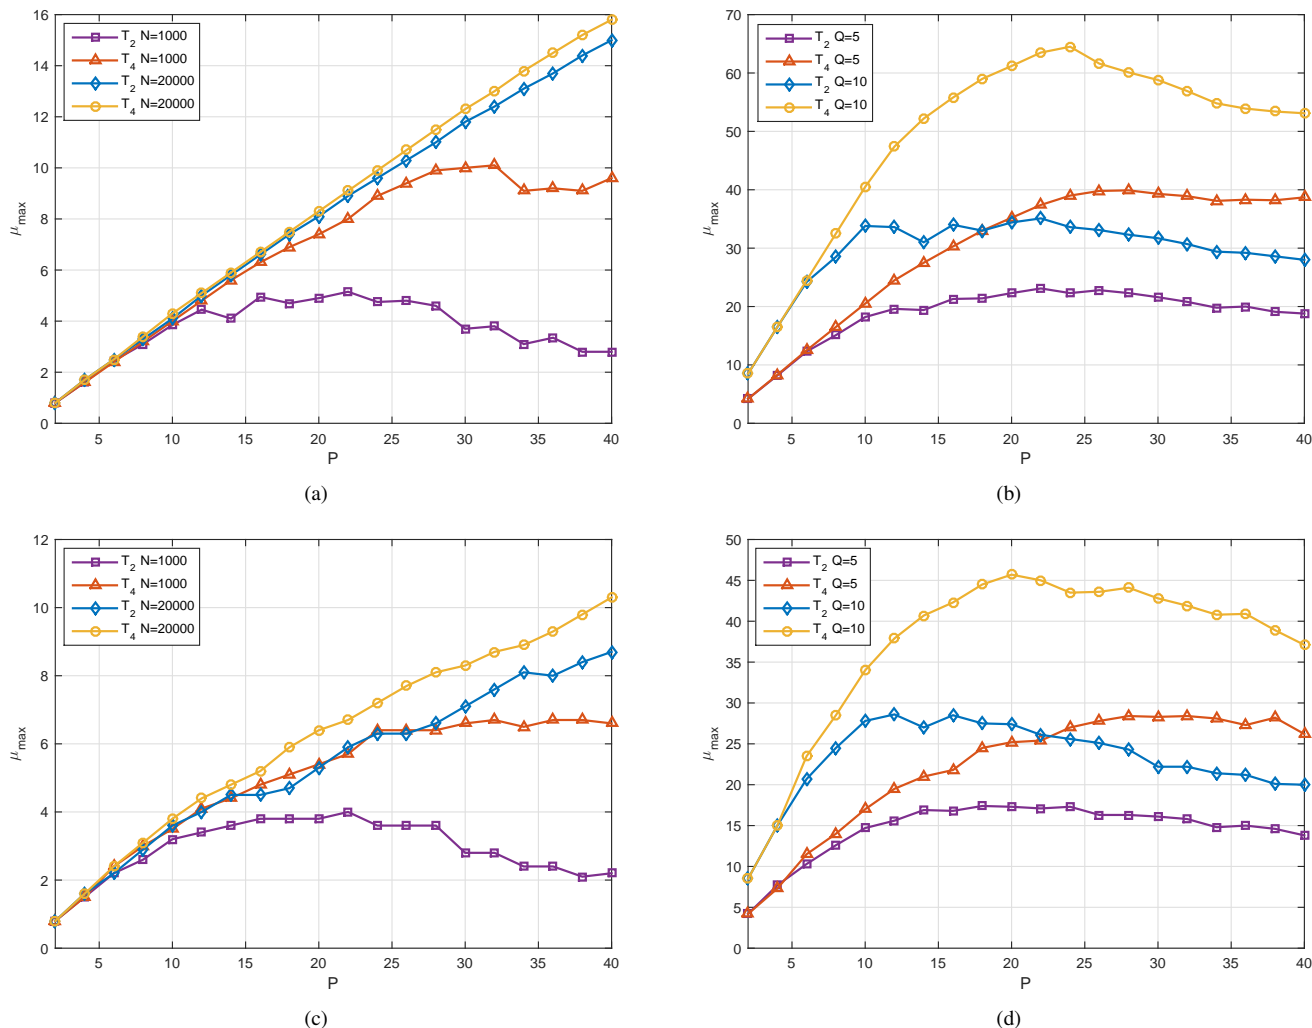 16
14
12
10
8
6
4
2
0
μmax
T2 N=1000
T4 N=1000
T2 N=20000
T4 N=20000
5 10 15 20 25 30 35 40
P
(a)
70
60
50
40
30
20
10
0
μmax
T2 Q=5
T4 Q=5
T2 Q=10
T4 Q=10
5 10 15 20 25 30 35 40
P
(b)
12
10
8
6
4
2
0
μmax
T2 N=1000
T4 N=1000
T2 N=20000
T4 N=20000
5 10 15 20 25 30 35 40
P
(c)
50
45
40
35
30
25
20
15
10
5
0
μmax
T2 Q=5
T4 Q=5
T2 Q=10
T4 Q=10
5 10 15 20 25 30 35 40
P
(d)